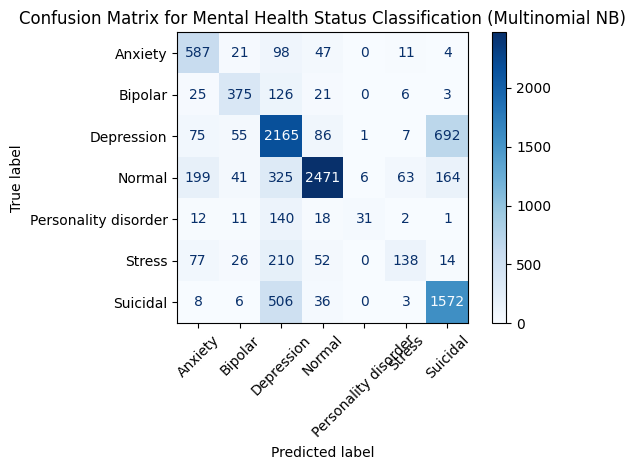 Confusion Matrix for Mental Health Status Classification (Multinomial NB)
True label
Anxiety 587 21 98 47 0 11 4
Bipolar 25 375 126 21 0 6 3
Depression 75 55 2165 86 1 7 692
Normal 199 41 325 2471 6 63 164
Personality disorder 12 11 140 18 31 2 1
Stress 77 26 210 52 0 138 14
Suicidal 8 6 506 36 0 3 1572
Anxiety Bipolar Depression Normal Personality disorder Stress Suicidal
Predicted label
2000
1500
1000
500
0